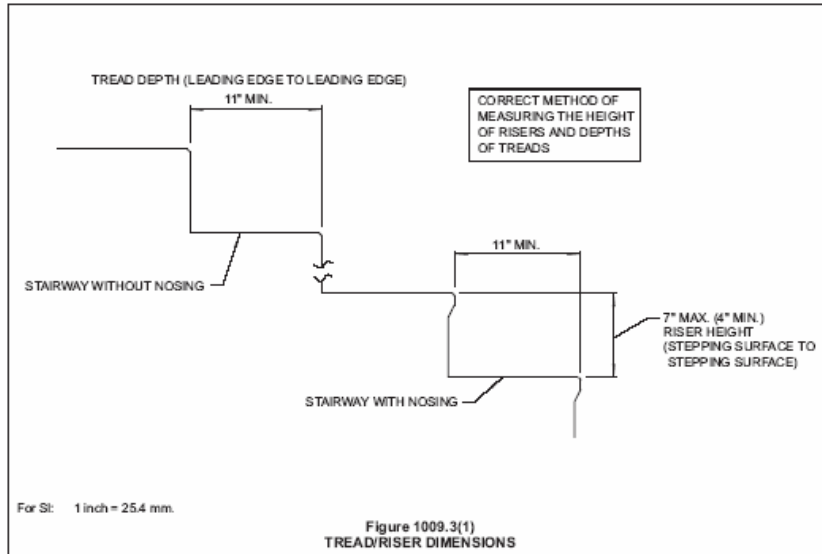 TREAD DEPTH (LEADING EDGE TO LEADING EDGE)
11" MIN.
CORRECT METHOD OF
MEASURING THE HEIGHT
OF RISERS AND DEPTHS
OF TREADS
STAIRWAY WITHOUT NOSING
11" MIN.
7" MAX. (4" MIN.)
RISER HEIGHT
(STEPPING SURFACE TO
STEPPING SURFACE)
STAIRWAY WITH NOSING
For SI: 1 inch = 25.4 mm.
Figure 1009.3(1)
TREAD/RISER DIMENSIONS